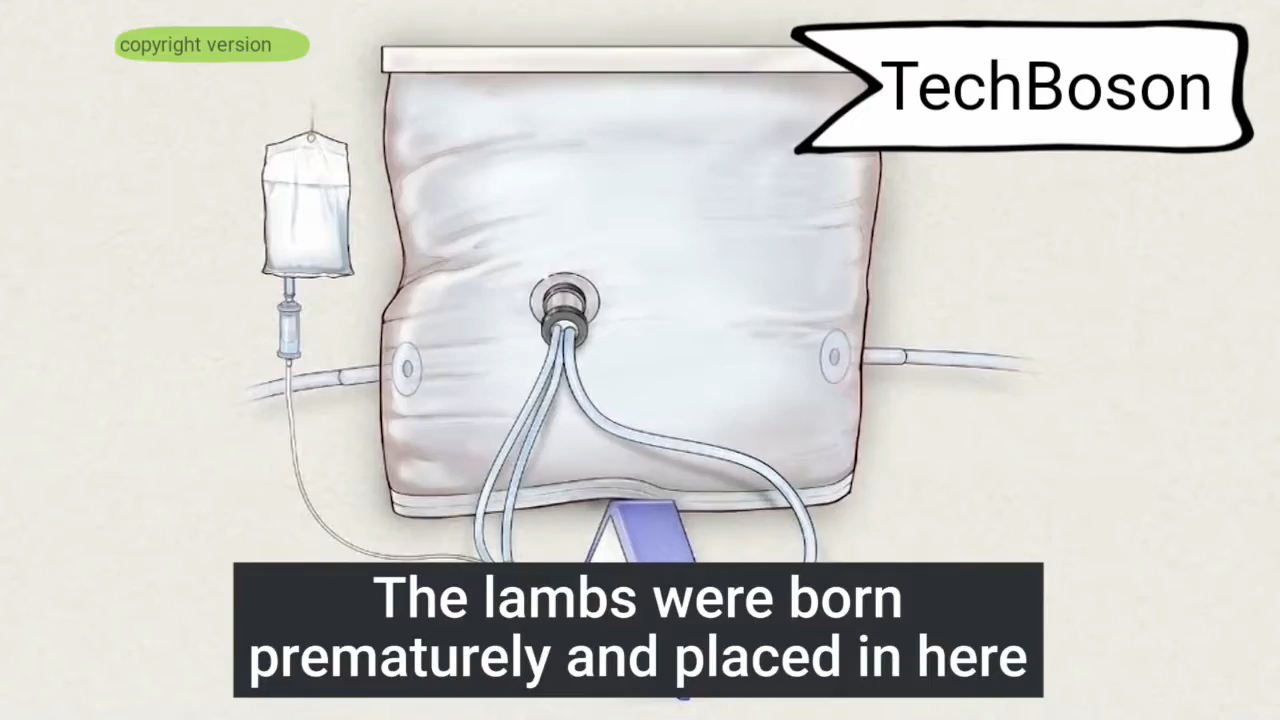 copyright version
TechBoson
The lambs were born
prematurely and placed in here